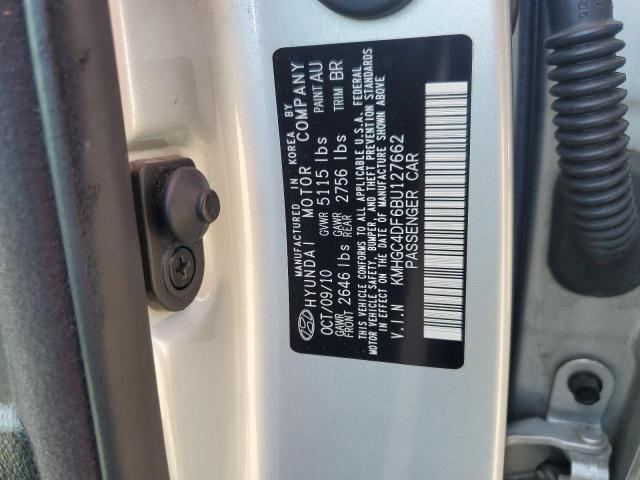 MANUFACTURED IN KOREA BY
HYUNDAI MOTOR COMPANY
OCT/09/10 GVWR 5115 lbs PAINT AU
GAWR FRONT 2646 lbs GAWR REAR 2756 lbs TRIM BR
THIS VEHICLE CONFORMS TO ALL APPLICABLE U.S.A. FEDERAL
MOTOR VEHICLE SAFETY, BUMPER, AND THEFT PREVENTION STANDARDS
IN EFFECT ON THE DATE OF MANUFACTURE SHOWN ABOVE
V.I.N KMHGC4DF6BU127662
PASSENGER CAR